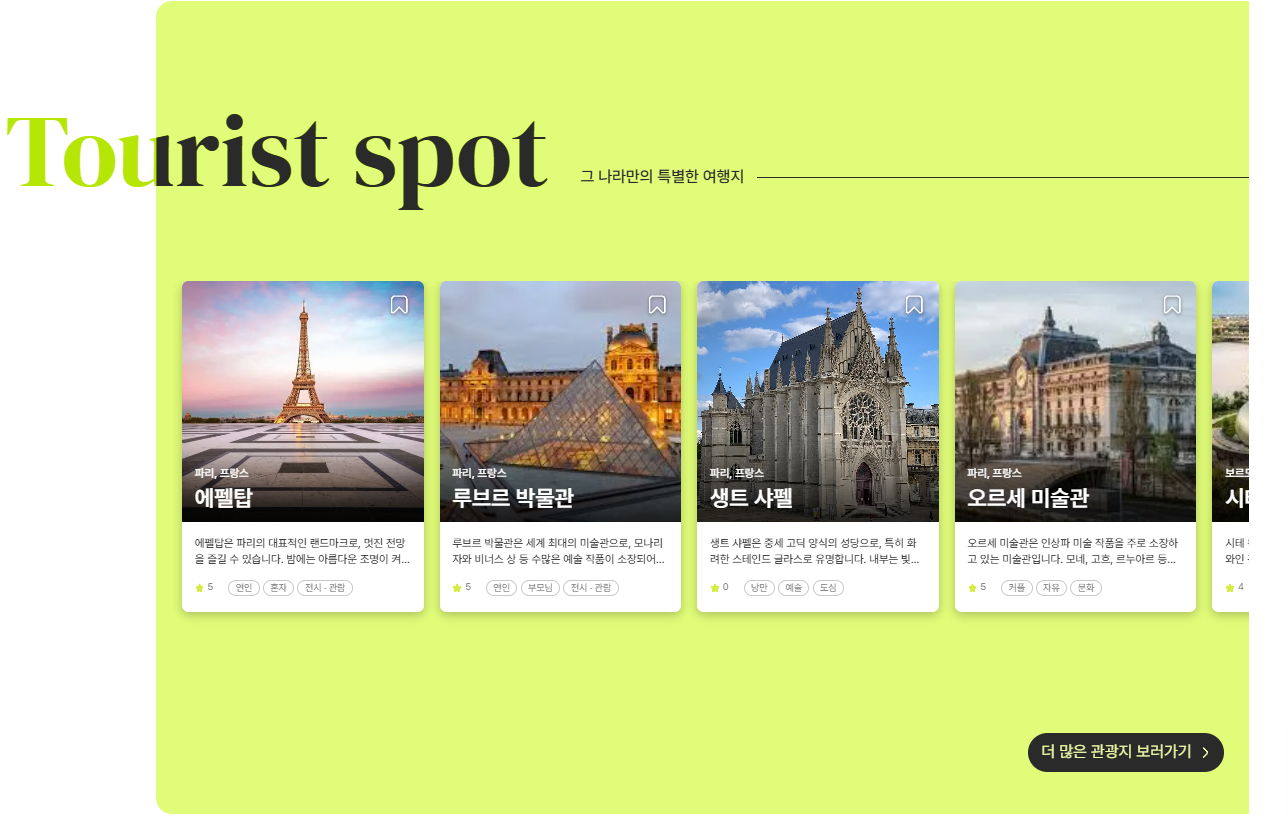 Tourist spot
그 나라만의 특별한 여행지
파리, 프랑스
에펠탑
에펠탑은 파리의 대표적인 랜드마크로, 멋진 전망
을 즐길 수 있습니다. 밤에는 아름다운 조명이 켜...
5 연인 혼자 전시 · 관람
파리, 프랑스
루브르 박물관
루브르 박물관은 세계 최대의 미술관으로, 모나리
자와 비너스 상 등 수많은 예술 작품이 소장되어...
5 연인 부모님 전시 · 관람
파리, 프랑스
생트 샤펠
생트 샤펠은 중세 고딕 양식의 성당으로, 특히 화
려한 스테인드 글라스로 유명합니다. 내부는 빛...
0 낭만 예술 도심
파리, 프랑스
오르세 미술관
오르세 미술관은 인상파 미술 작품을 주로 소장하
고 있는 미술관입니다. 모네, 고흐, 르누아르 등...
5 커플 자유 문화
시테
와인
4
더 많은 관광지 보러가기